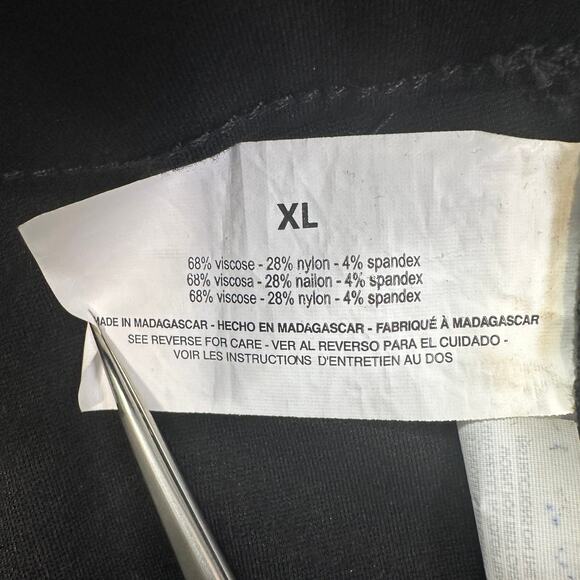 XL
68% viscose - 28% nylon - 4% spandex
68% viscosa - 28% nailon - 4% spandex
68% viscose - 28% nylon - 4% spandex
MADE IN MADAGASCAR - HECHO EN MADAGASCAR - FABRIQUÉ À MADAGASCAR
SEE REVERSE FOR CARE - VER AL REVERSO PARA EL CUIDADO -
VOIR LES INSTRUCTIONS D'ENTRETIEN AU DOS